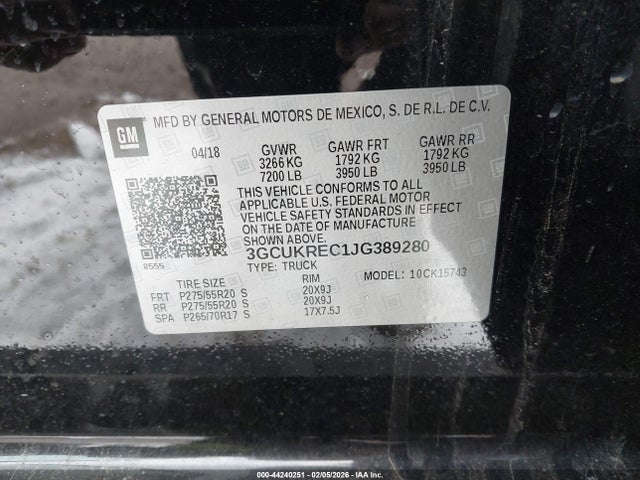 MFD BY GENERAL MOTORS DE MEXICO, S. DE R.L. DE C.V.
GM
04/18 GVWR GAWR FRT GAWR RR
3266 KG 1792 KG 1792 KG
7200 LB 3950 LB 3950 LB
THIS VEHICLE CONFORMS TO ALL
APPLICABLE U.S. FEDERAL MOTOR
VEHICLE SAFETY STANDARDS IN EFFECT
ON THE DATE OF MANUFACTURE
SHOWN ABOVE.
8555 3GCUKREC1JG389280
TYPE: TRUCK MODEL: 10CK15743
TIRE SIZE RIM
FRT P275/55R20 S 20X9J
RR P275/55R20 S 20X9J
SPA P265/70R17 S 17X7.5J
000-44240251 - 02/05/2026 - IAA Inc.